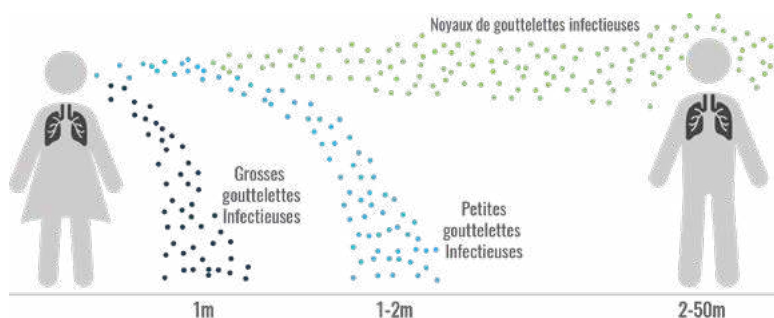 Noyaux de gouttelettes infectieuses
Grosses
gouttelettes
Infectieuses
Petites
gouttelettes
Infectieuses
1m
1-2m
2-50m